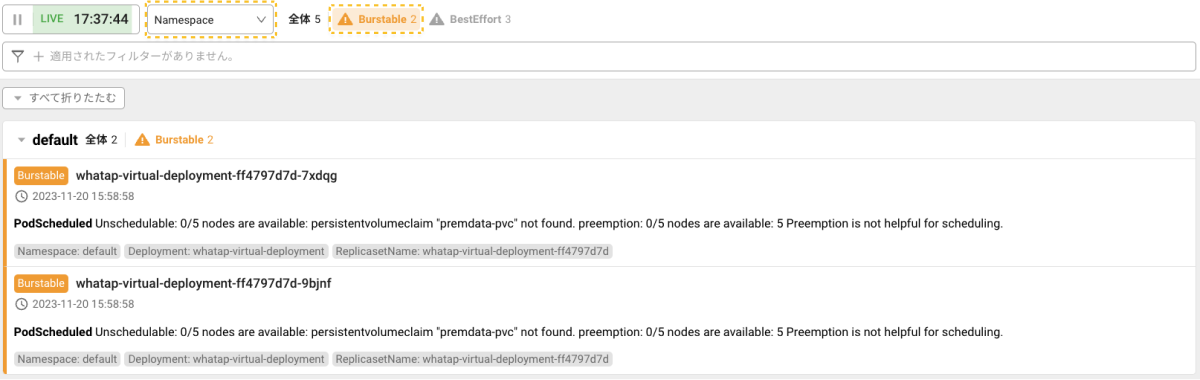 LIVE 17:37:44 Namespace 全体 5 Burstable 2 BestEffort 3
適用されたフィルターがありません。
すべて折りたたむ
default 全体 2 Burstable 2
Burstable whatap-virtual-deployment-ff4797d7d-7xdqg
2023-11-20 15:58:58
PodScheduled Unschedulable: 0/5 nodes are available: persistentvolumeclaim "premdata-pvc" not found. preemption: 0/5 nodes are available: 5 Preemption is not helpful for scheduling.
Namespace: default Deployment: whatap-virtual-deployment ReplicasetName: whatap-virtual-deployment-ff4797d7d
Burstable whatap-virtual-deployment-ff4797d7d-9bjnf
2023-11-20 15:58:58
PodScheduled Unschedulable: 0/5 nodes are available: persistentvolumeclaim "premdata-pvc" not found. preemption: 0/5 nodes are available: 5 Preemption is not helpful for scheduling.
Namespace: default Deployment: whatap-virtual-deployment ReplicasetName: whatap-virtual-deployment-ff4797d7d